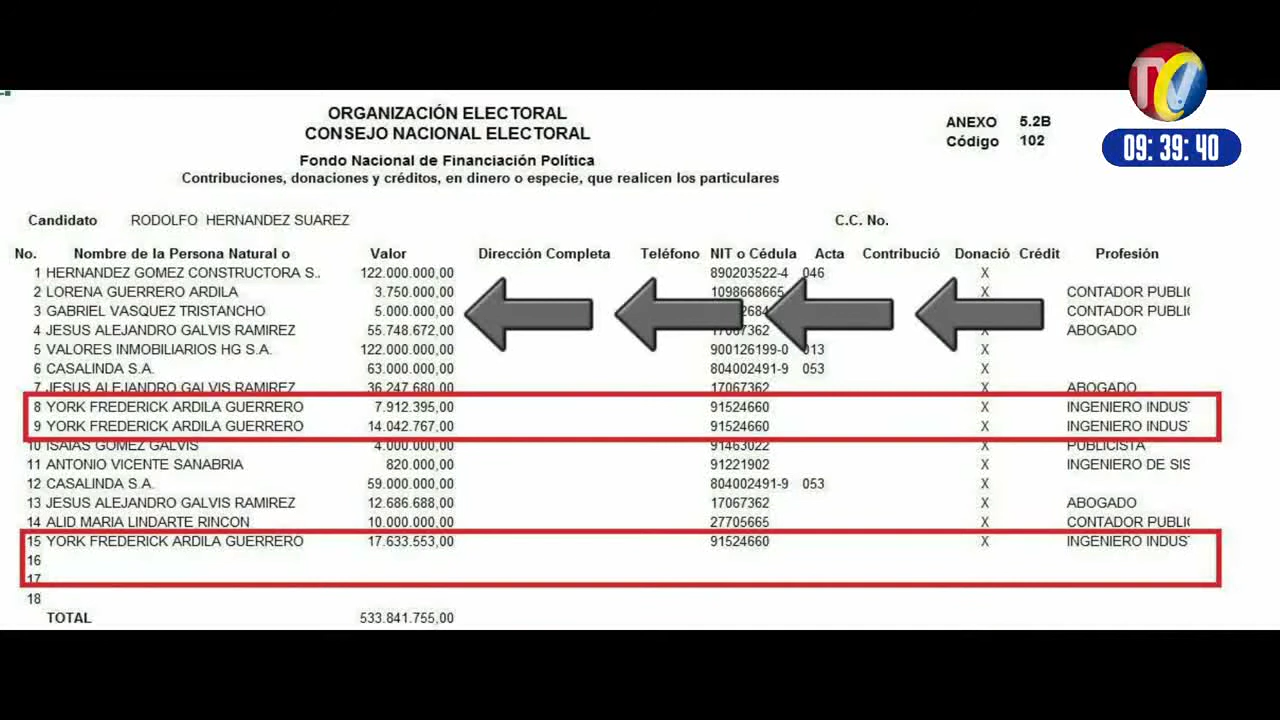 TVC
09:39:40
ORGANIZACIÓN ELECTORAL
CONSEJO NACIONAL ELECTORAL
ANEXO 5.2B
Código 102
Fondo Nacional de Financiación Política
Contribuciones, donaciones y créditos, en dinero o especie, que realicen los particulares
Candidato RODOLFO HERNANDEZ SUAREZ C.C. No.
No. Nombre de la Persona Natural o Valor Dirección Completa Teléfono NIT o Cédula Acta Contribució Donació Crédit Profesión
1 HERNANDEZ GOMEZ CONSTRUCTORA S.. 122.000.000,00 890203522-4 046 X
2 LORENA GUERRERO ARDILA 3.750.000,00 1098668665 X CONTADOR PUBLIC
3 GABRIEL VASQUEZ TRISTANCHO 5.000.000,00 CONTADOR PUBLIC
4 JESUS ALEJANDRO GALVIS RAMIREZ 55.748.672,00 17067362 X ABOGADO
5 VALORES INMOBILIARIOS HG S.A. 122.000.000,00 900126199-0 013 X
6 CASALINDA S.A. 63.000.000,00 804002491-9 053 X
7 JESUS ALEJANDRO GALVIS RAMIREZ 36.247.680,00 17067362 X ABOGADO
8 YORK FREDERICK ARDILA GUERRERO 7.912.395,00 91524660 X INGENIERO INDUST
9 YORK FREDERICK ARDILA GUERRERO 14.042.767,00 91524660 X INGENIERO INDUST
10 ISAIAS GOMEZ GALVIS 4.000.000,00 91463022 X PUBLICISTA
11 ANTONIO VICENTE SANABRIA 820.000,00 91221902 X INGENIERO DE SIS
12 CASALINDA S.A. 59.000.000,00 804002491-9 053 X
13 JESUS ALEJANDRO GALVIS RAMIREZ 12.686.688,00 17067362 X ABOGADO
14 ALID MARIA LINDARTE RINCON 10.000.000,00 27705665 X CONTADOR PUBLIC
15 YORK FREDERICK ARDILA GUERRERO 17.633.553,00 91524660 X INGENIERO INDUST
16
17
18
TOTAL 533.841.755,00